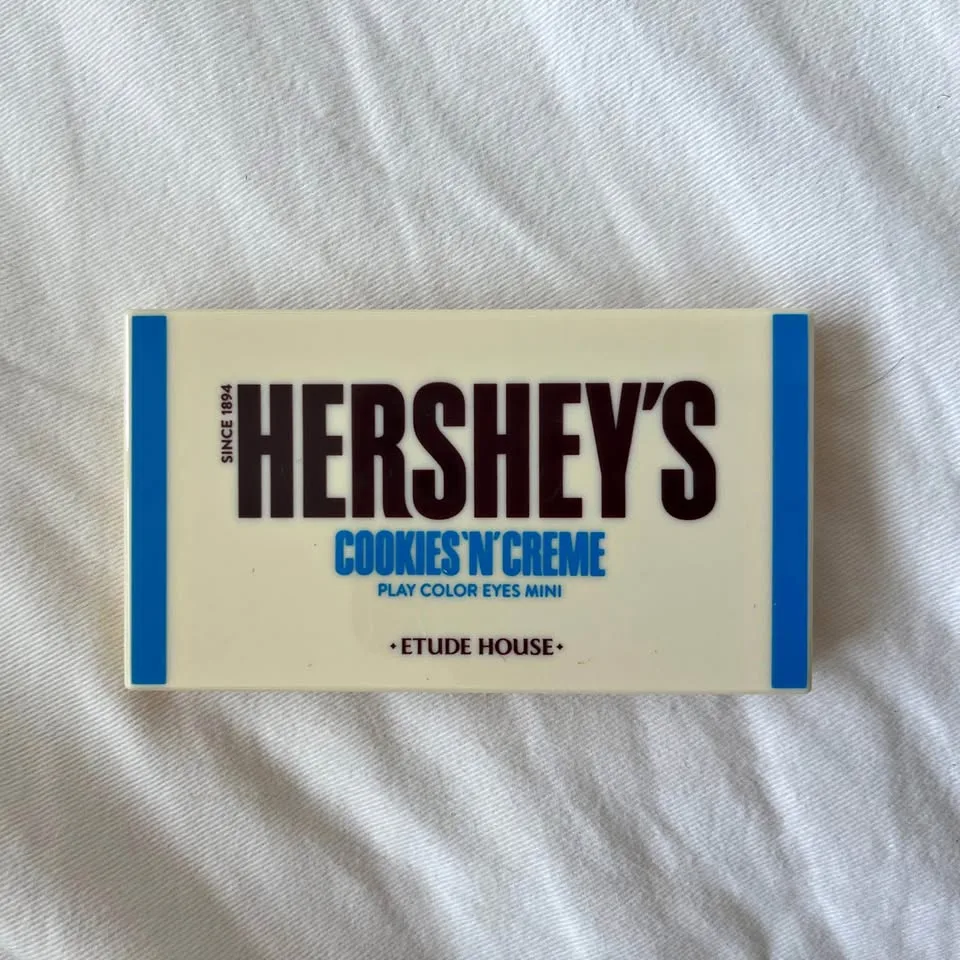 SINCE 1894
HERSHEY'S
COOKIES'N'CREME
PLAY COLOR EYES MINI
ETUDE HOUSE